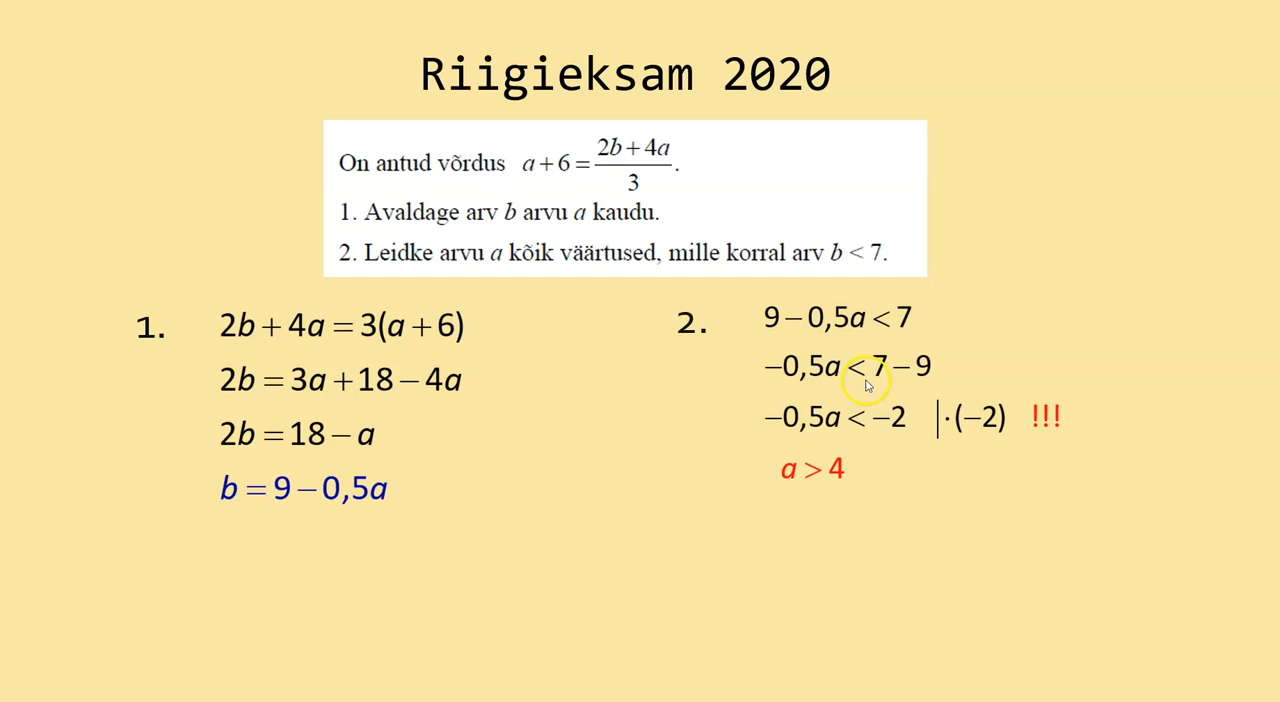 Riigieksam 2020
On antud võrdus a + 6 = (2b + 4a)/3.
1. Avaldage arv b arvu a kaudu.
2. Leidke arvu a kõik väärtused, mille korral arv b < 7.
1. 2b + 4a = 3(a + 6)
2b = 3a + 18 − 4a
2b = 18 − a
b = 9 − 0,5a
2. 9 − 0,5a < 7
−0,5a < 7 − 9
−0,5a < −2 | · (−2) !!!
a > 4